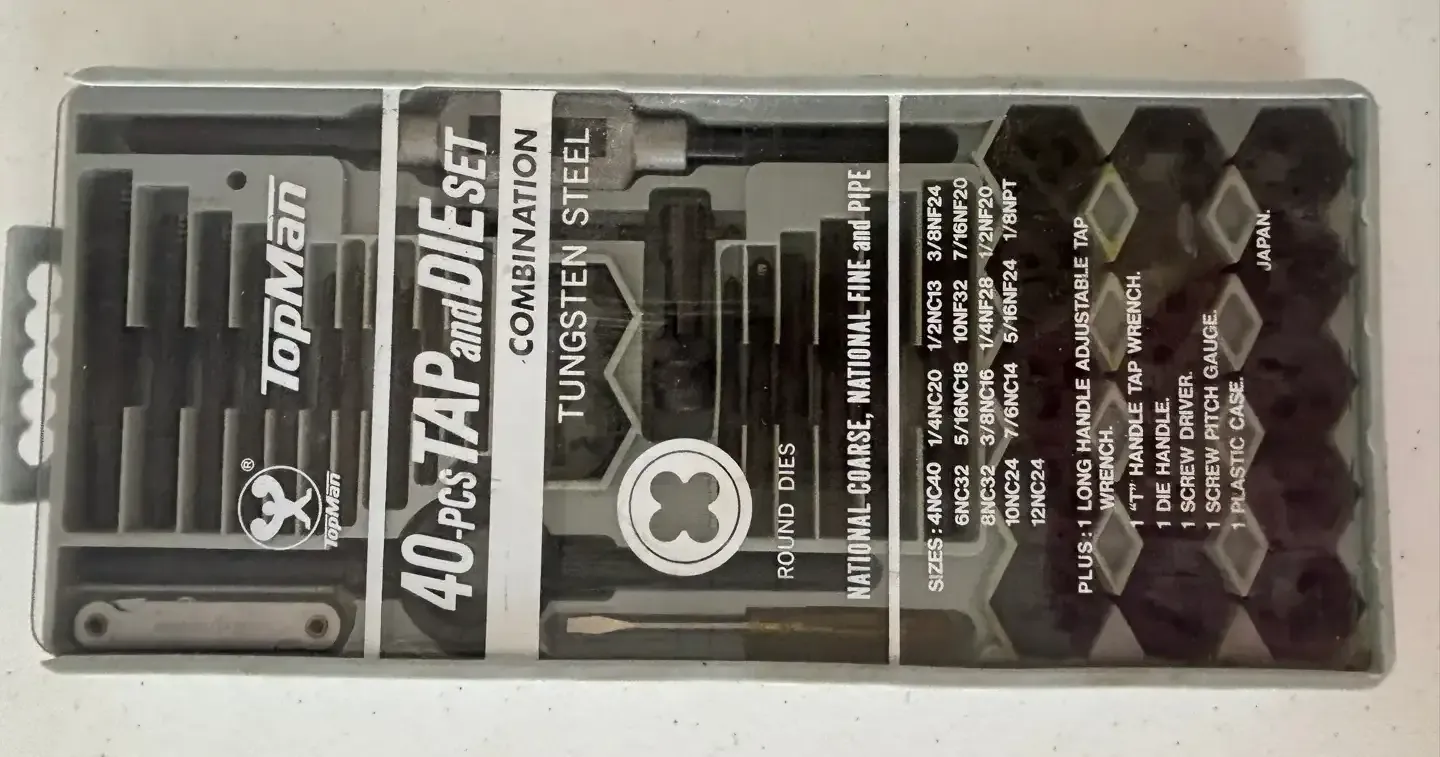 TopMan
®
TopMan
40-PCS TAP and DIE SET
COMBINATION
TUNGSTEN STEEL
ROUND DIES
NATIONAL COARSE, NATIONAL FINE and PIPE
SIZES : 4NC40 1/4NC20 1/2NC13 3/8NF24
6NC32 5/16NC18 10NF32 7/16NF20
8NC32 3/8NC16 1/4NF28 1/2NF20
10NC24 7/6NC14 5/16NF24 1/8NPT
12NC24
PLUS : 1 LONG HANDLE ADJUSTABLE TAP
WRENCH.
1 "T" HANDLE TAP WRENCH.
1 DIE HANDLE.
1 SCREW DRIVER.
1 SCREW PITCH GAUGE.
1 PLASTIC CASE.
JAPAN.